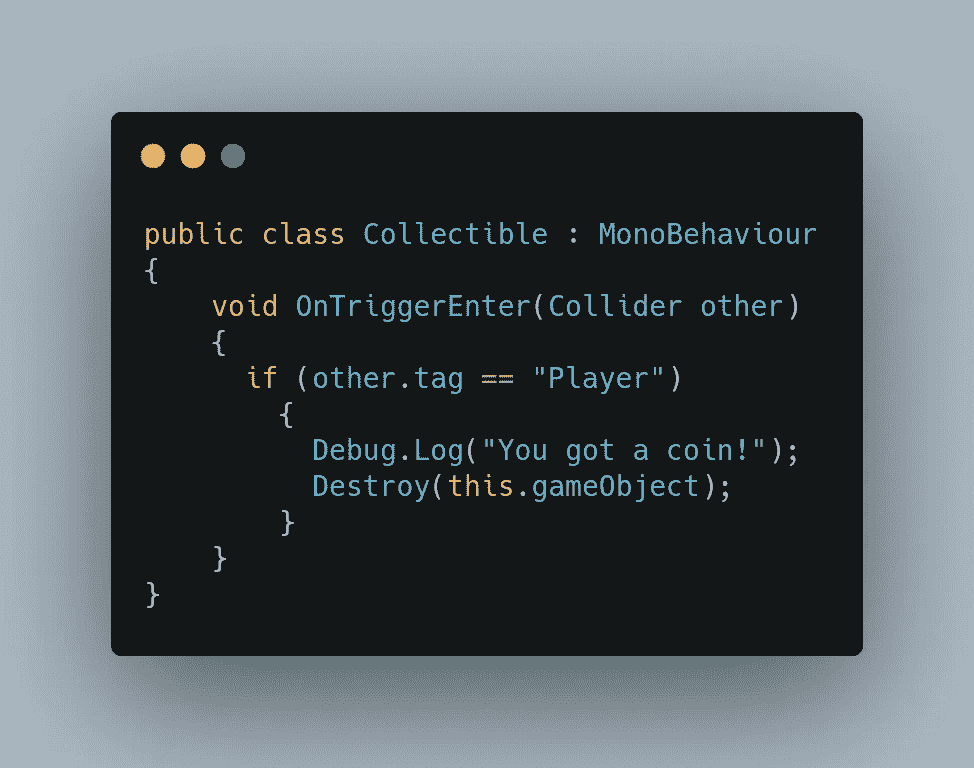 public class Collectible : MonoBehaviour
{
    void OnTriggerEnter(Collider other)
    {
      if (other.tag == "Player")
        {
          Debug.Log("You got a coin!");
          Destroy(this.gameObject);
        }
    }
}